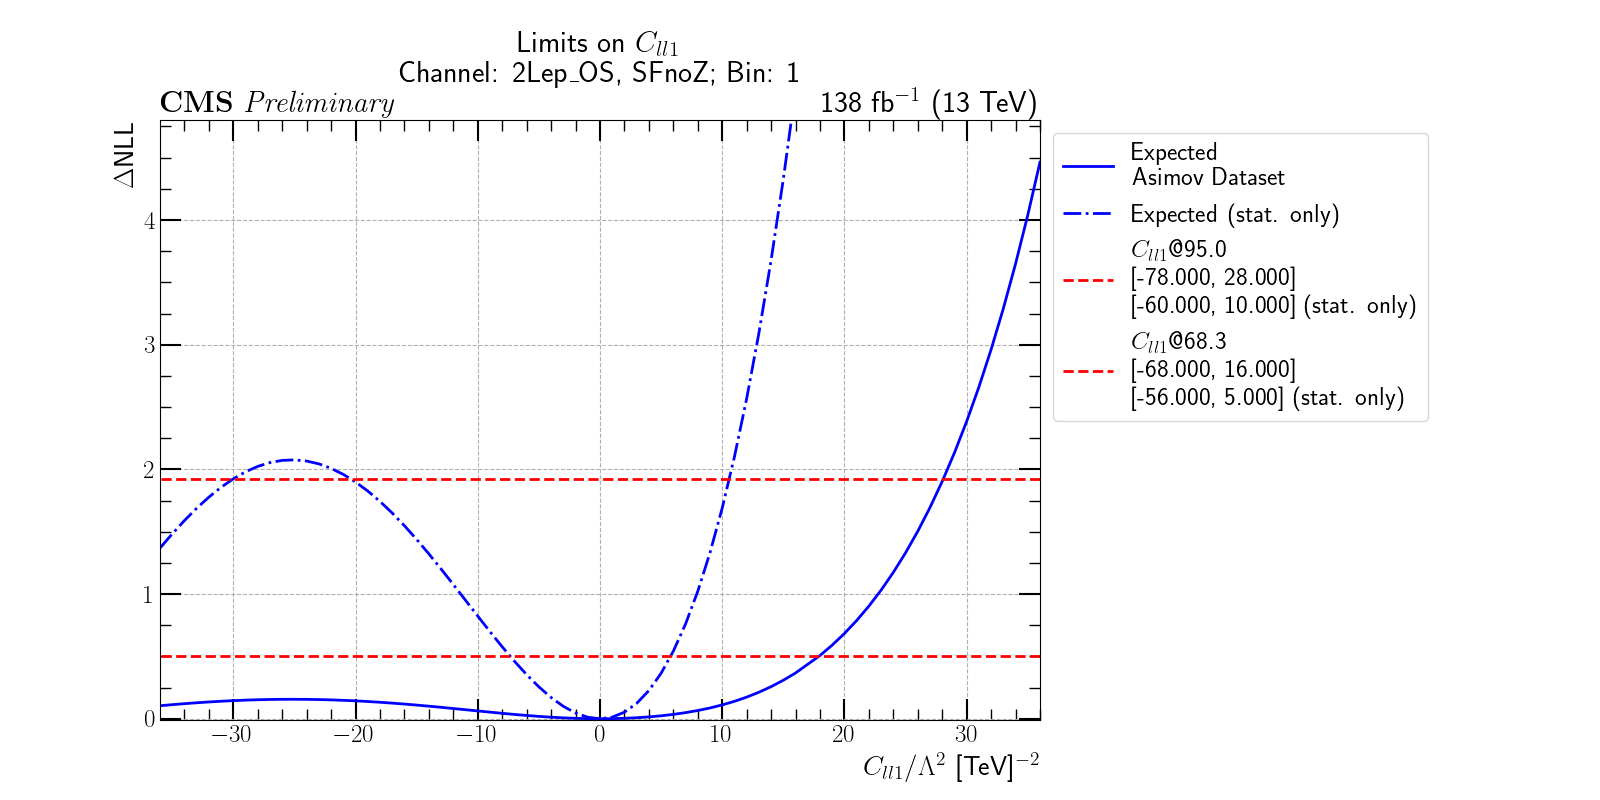 Limits on C_{ll1}
Channel: 2Lep_OS, SFnoZ; Bin: 1
CMS Preliminary
138 fb^{-1} (13 TeV)
ΔNLL
4
3
2
1
0
−30 −20 −10 0 10 20 30
C_{ll1}/Λ^2 [TeV]^{−2}
Expected
Asimov Dataset
Expected (stat. only)
C_{ll1}@95.0
[-78.000, 28.000]
[-60.000, 10.000] (stat. only)
C_{ll1}@68.3
[-68.000, 16.000]
[-56.000, 5.000] (stat. only)